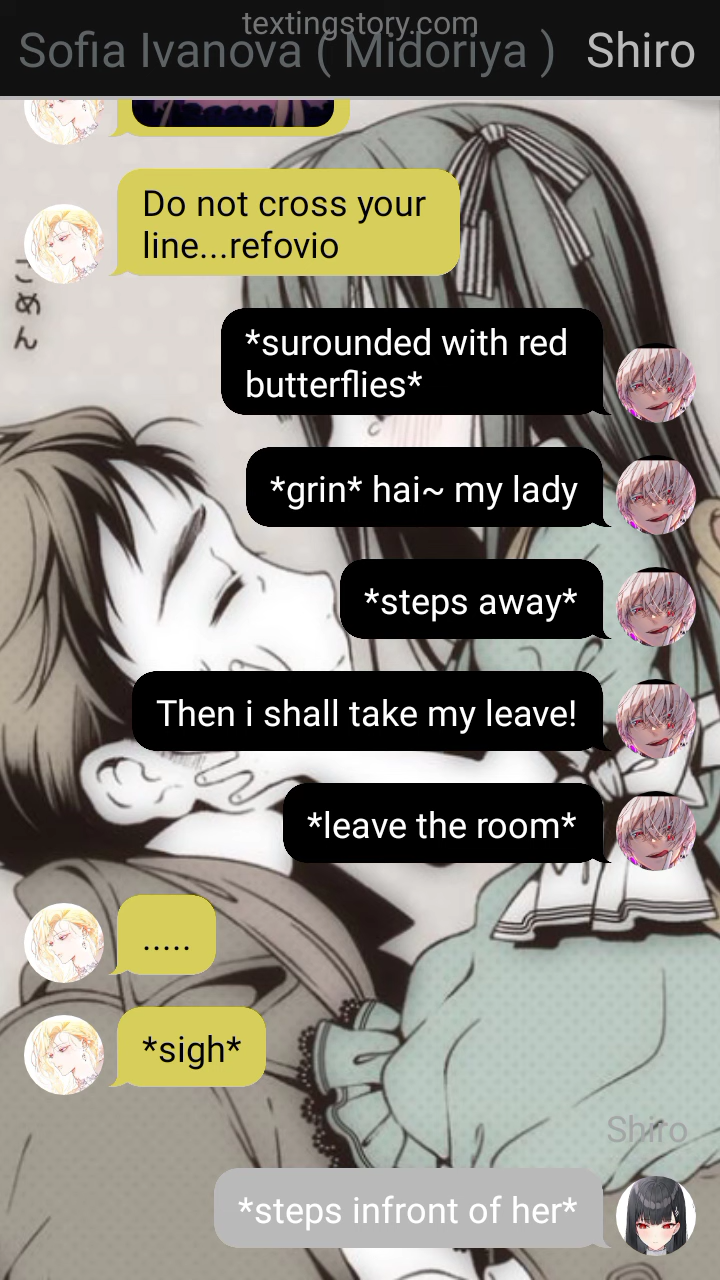 textingstory.com
Sofia Ivanova ( Midoriya ) Shiro
Do not cross your
line...refovio
ごめん
*surounded with red
butterflies*
*grin* hai~ my lady
*steps away*
Then i shall take my leave!
*leave the room*
.....
*sigh*
Shiro
*steps infront of her*